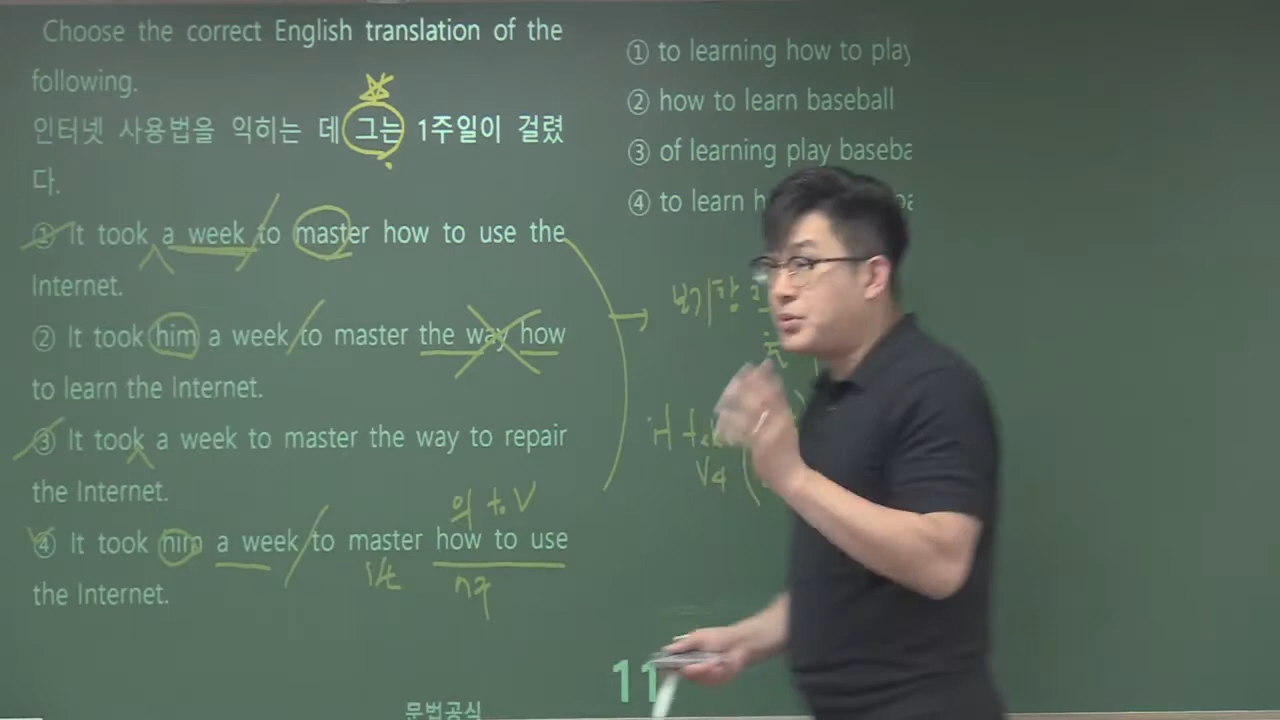 Choose the correct English translation of the
following.
인터넷 사용법을 익히는 데 그는 1주일이 걸렸
다.
① It took a week to master how to use the
Internet.
② It took him a week to master the way how
to learn the Internet.
③ It took a week to master the way to repair
the Internet.
의 to V
④ It took him a week to master how to use
the Internet.
① to learning how to play
② how to learn baseball
③ of learning play baseba
④ to learn
it
V4
11
문법공식